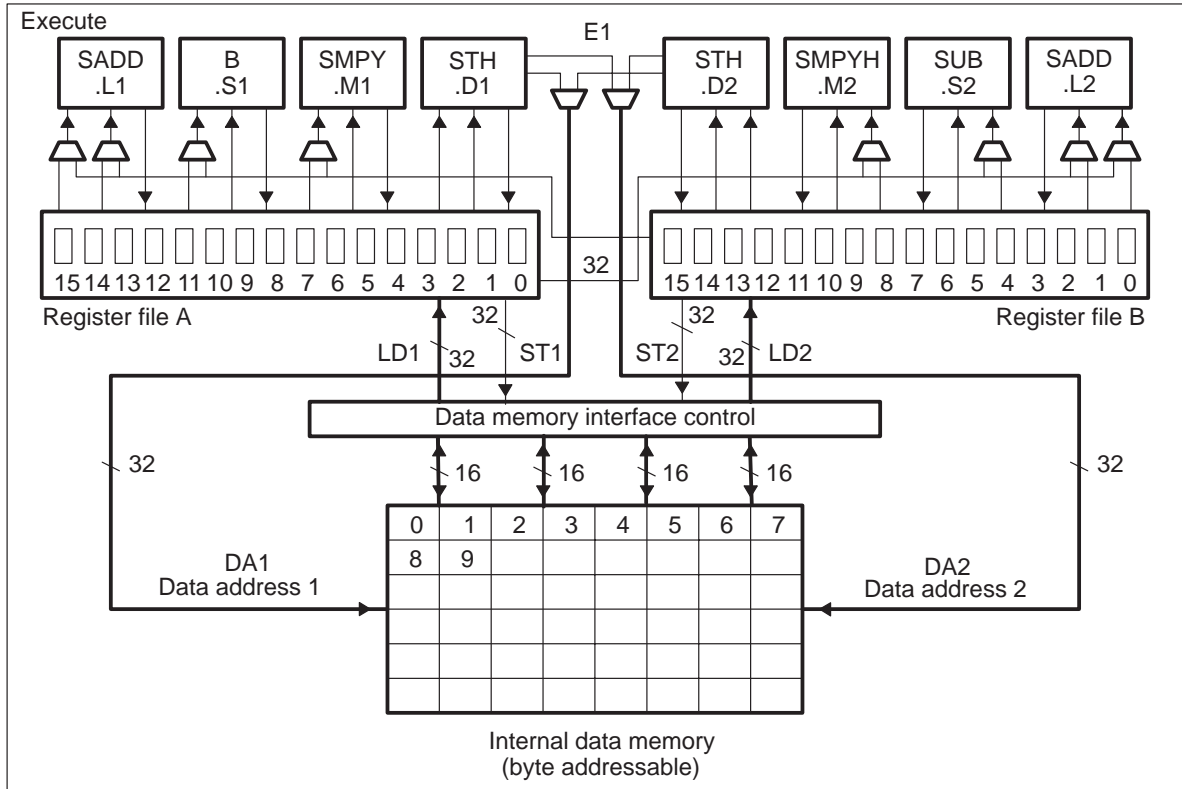 Execute
E1
SADD
.L1
B
.S1
SMPY
.M1
STH
.D1
STH
.D2
SMPYH
.M2
SUB
.S2
SADD
.L2
15 14 13 12 11 10 9 8 7 6 5 4 3 2 1 0
32
15 14 13 12 11 10 9 8 7 6 5 4 3 2 1 0
Register file A
Register file B
LD1
32
32
ST1
ST2
32
32
LD2
Data memory interface control
32
16
16
16
16
32
0 1 2 3 4 5 6 7
8 9
DA1
Data address 1
DA2
Data address 2
Internal data memory
(byte addressable)